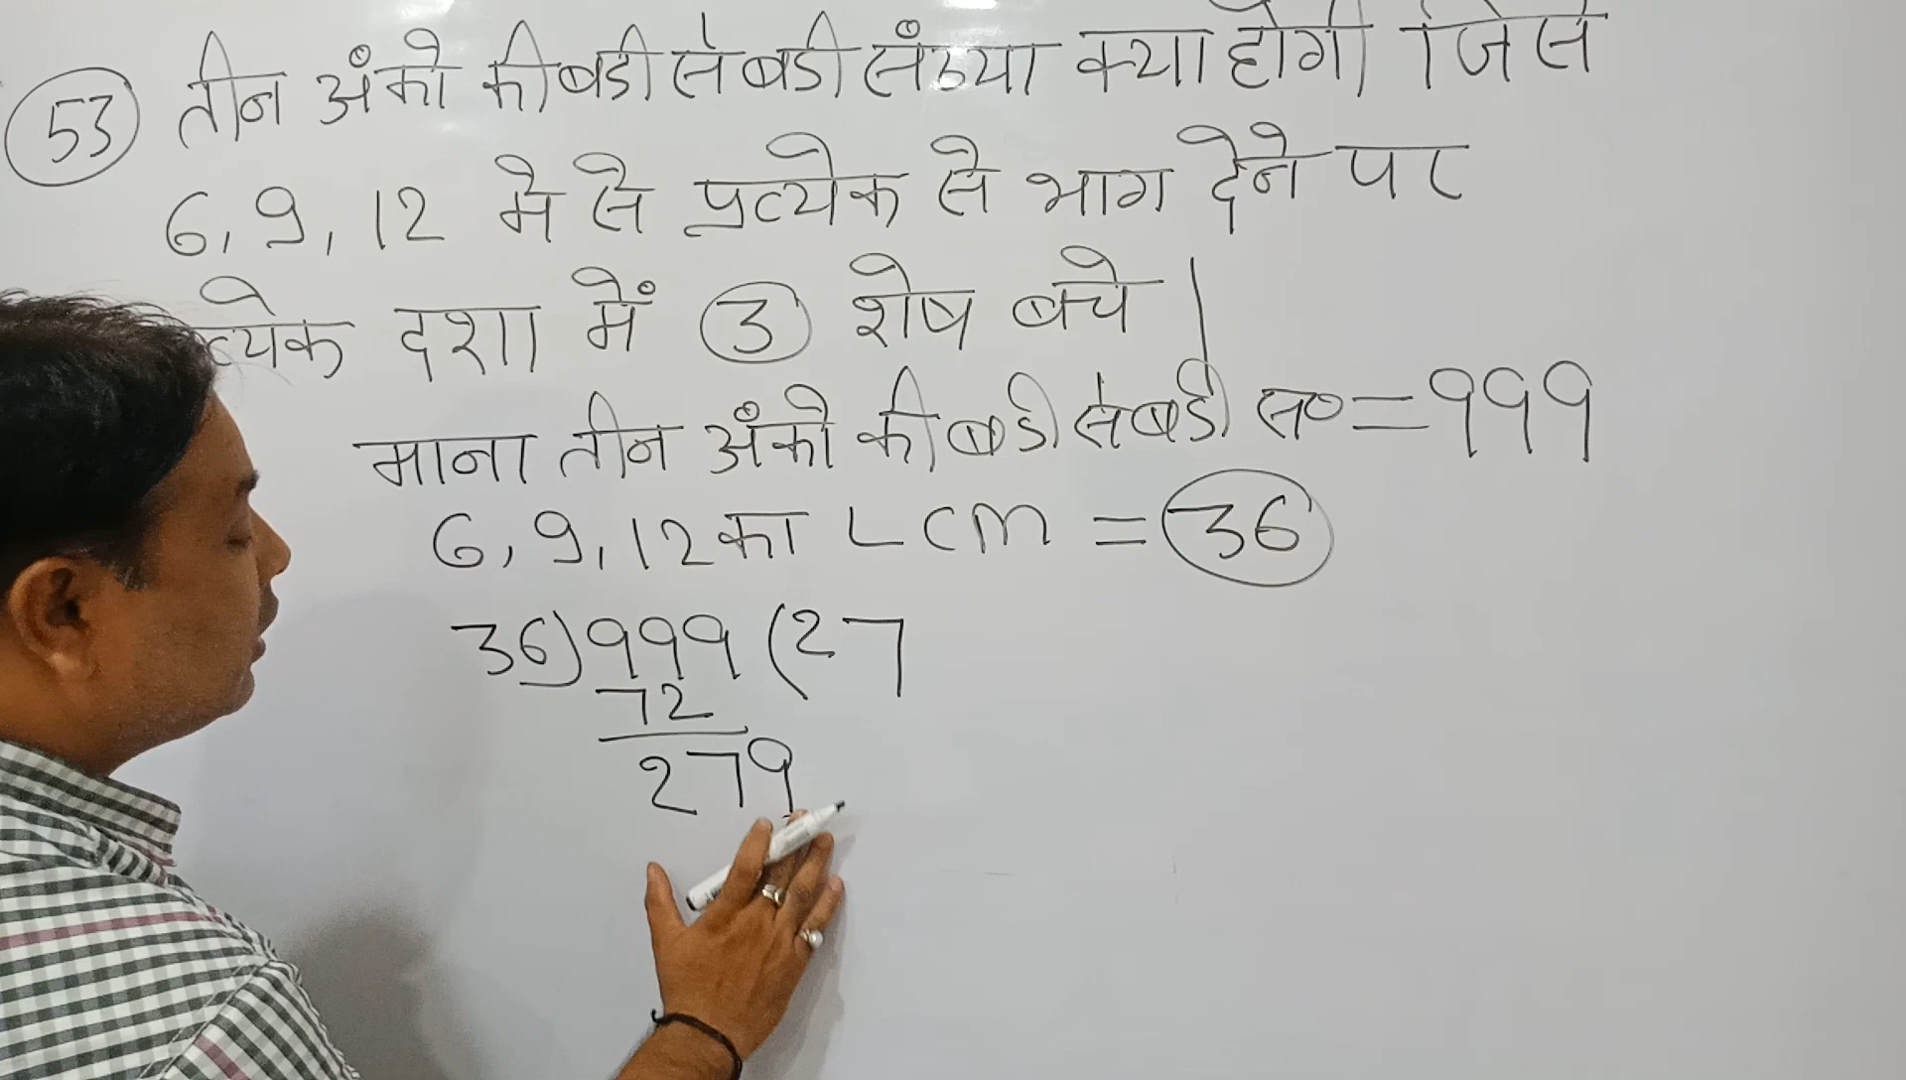 53 तीन अंको की बडी से बडी संख्या क्या होगी जिसे
6, 9, 12 मे से प्रत्येक से भाग देने पर
त्येक दशा में 3 शेष बचे |
माना तीन अंको की बडी से बडी स० = 999
6, 9, 12 का LCM = 36
36)999(27
72
279